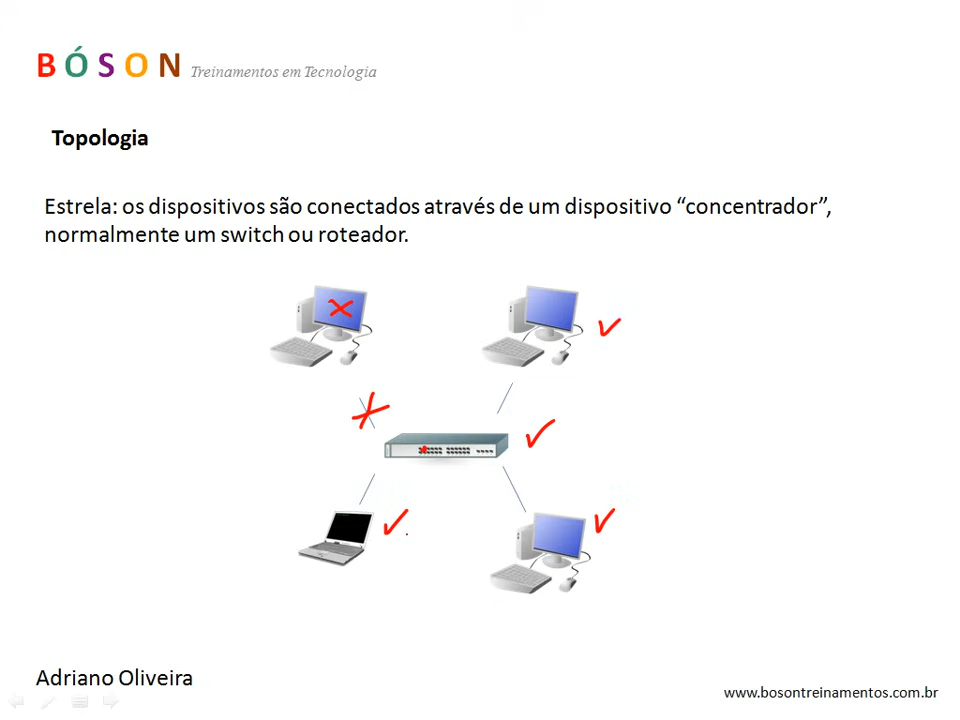 BÓSON Treinamentos em Tecnologia
Topologia
Estrela: os dispositivos são conectados através de um dispositivo “concentrador”,
normalmente um switch ou roteador.
Adriano Oliveira
www.bosontreinamentos.com.br